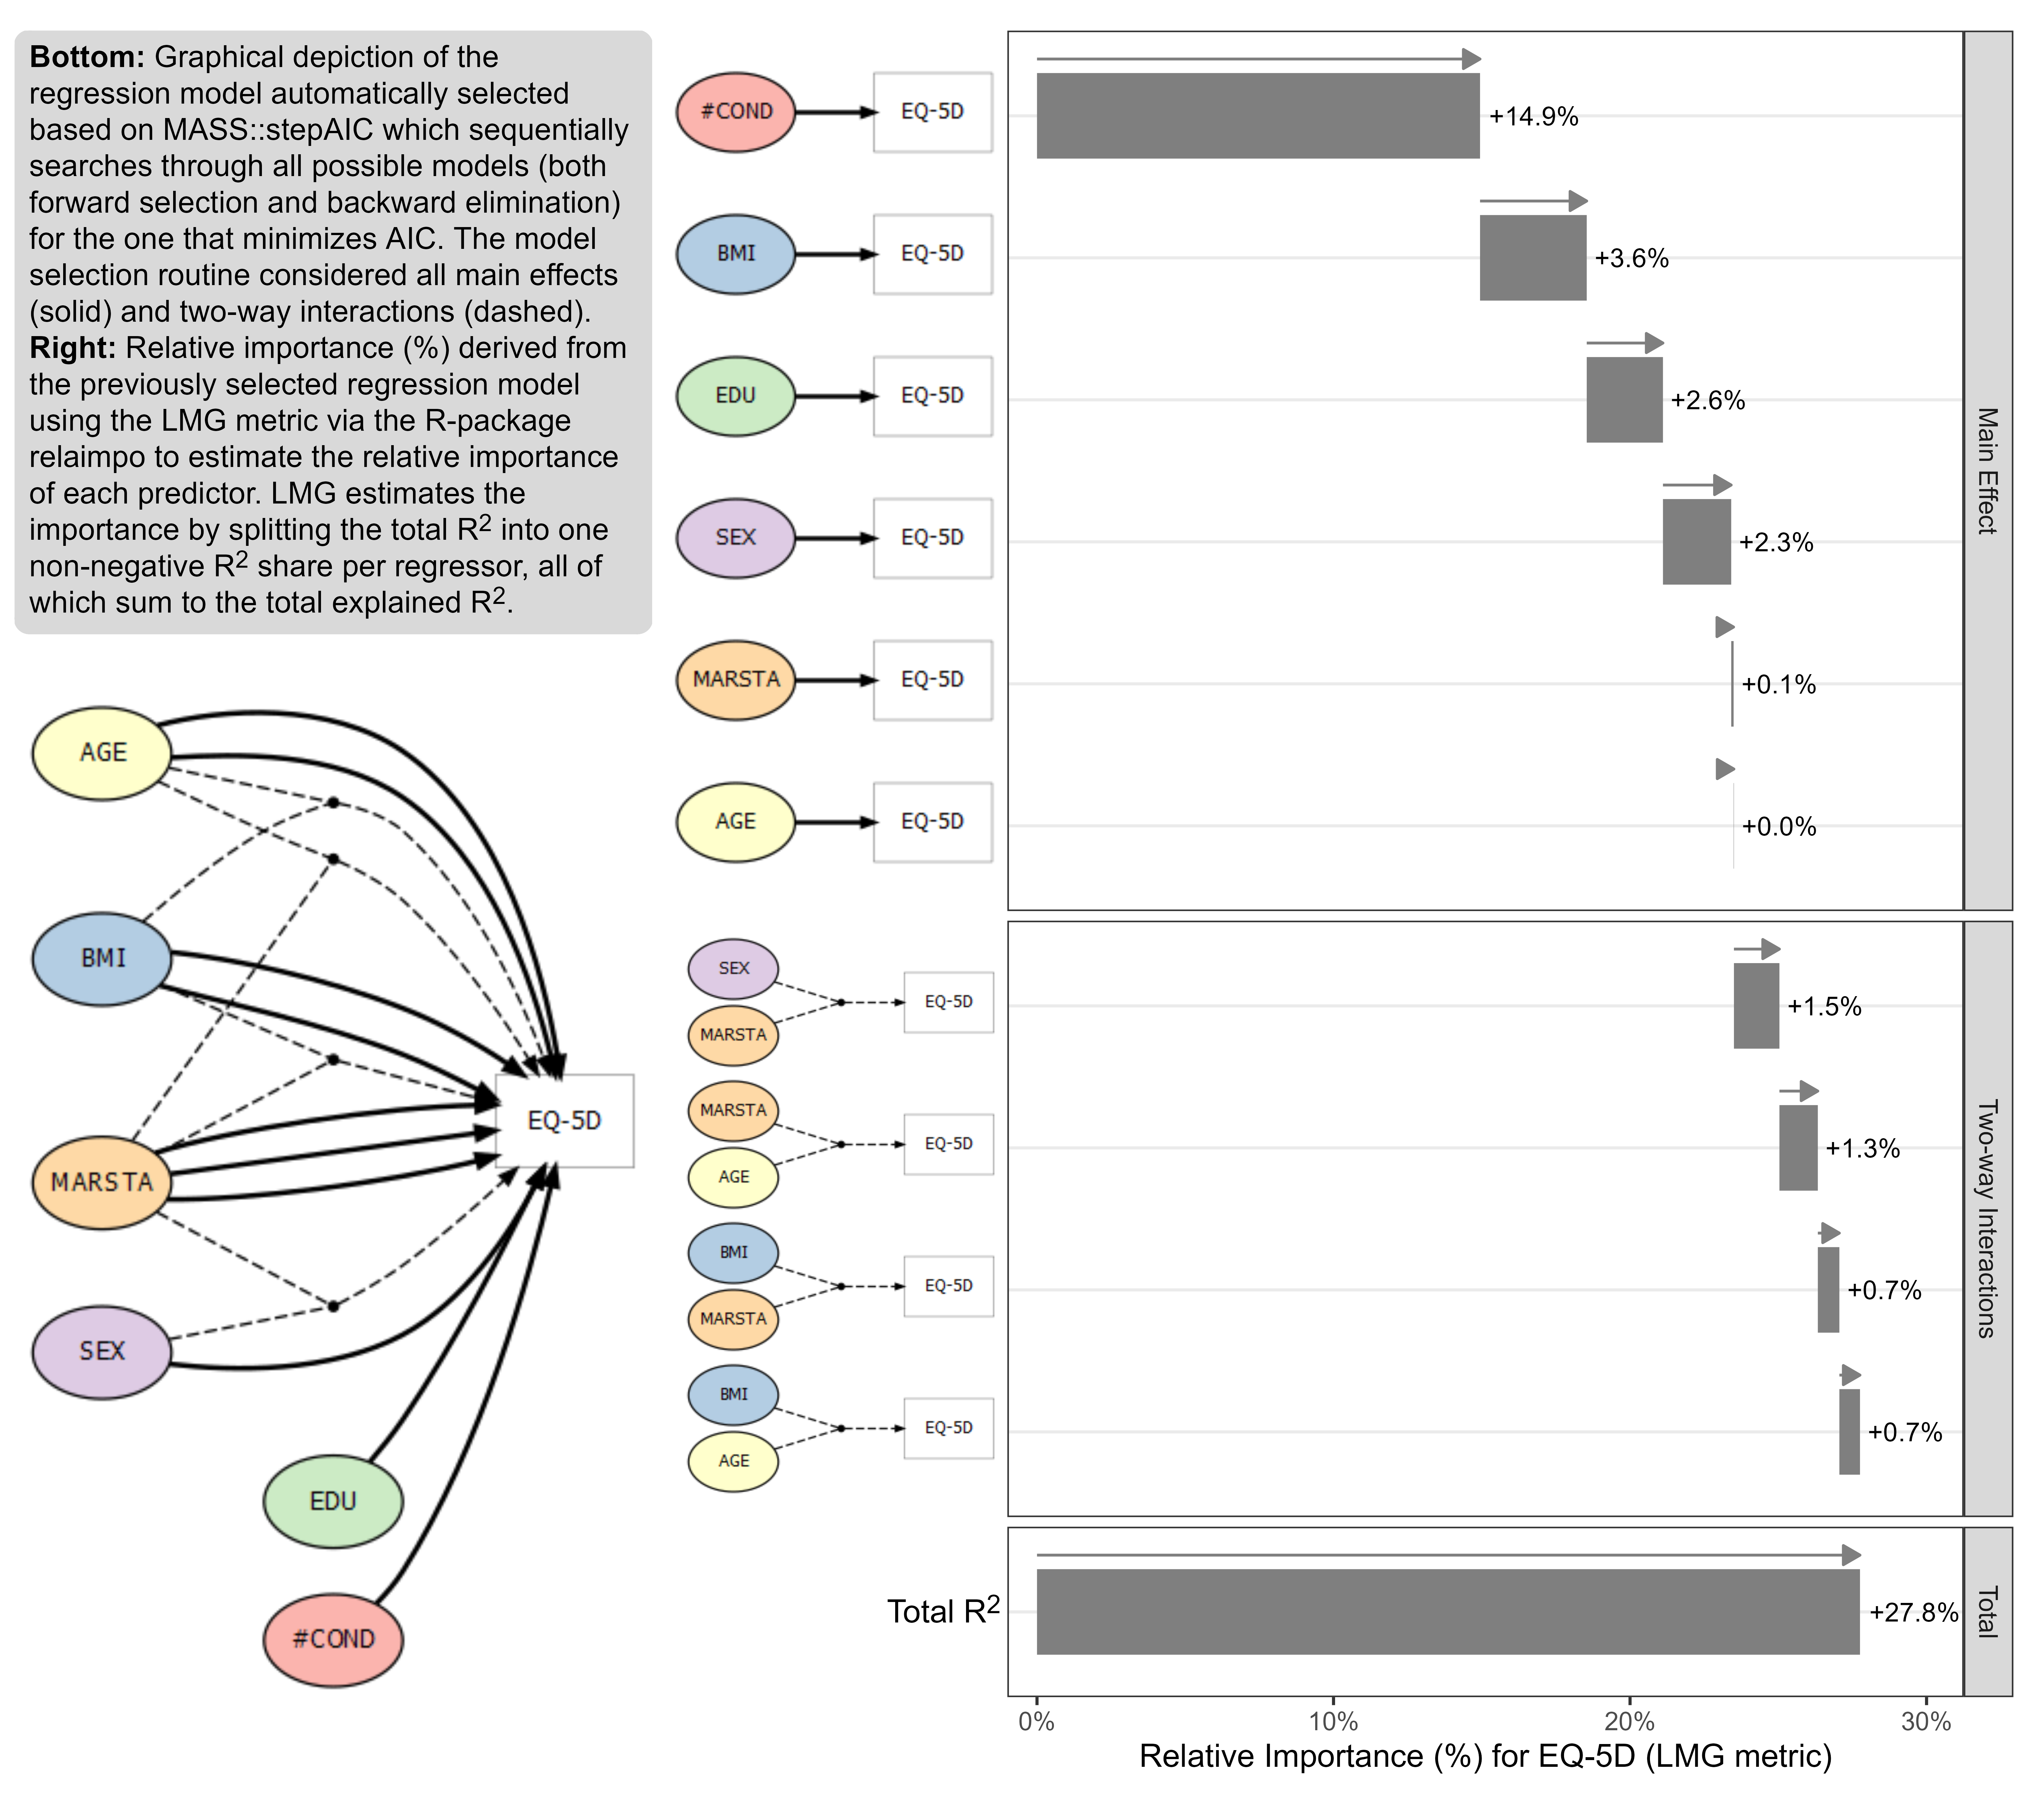 Bottom: Graphical depiction of the
regression model automatically selected
based on MASS::stepAIC which sequentially
searches through all possible models (both
forward selection and backward elimination)
for the one that minimizes AIC. The model
selection routine considered all main effects
(solid) and two-way interactions (dashed).
Right: Relative importance (%) derived from
the previously selected regression model
using the LMG metric via the R-package
relaimpo to estimate the relative importance
of each predictor. LMG estimates the
importance by splitting the total R² into one
non-negative R² share per regressor, all of
which sum to the total explained R².
AGE
BMI
MARSTA
SEX
EDU
#COND
EQ-5D
#COND EQ-5D +14.9%
BMI EQ-5D +3.6%
EDU EQ-5D +2.6%
SEX EQ-5D +2.3%
MARSTA EQ-5D +0.1%
AGE EQ-5D +0.0%
Main Effect
SEX
MARSTA
EQ-5D
+1.5%
MARSTA
AGE
EQ-5D
+1.3%
BMI
MARSTA
EQ-5D
+0.7%
BMI
AGE
EQ-5D
+0.7%
Two-way Interactions
Total R² +27.8%
Total
0% 10% 20% 30%
Relative Importance (%) for EQ-5D (LMG metric)